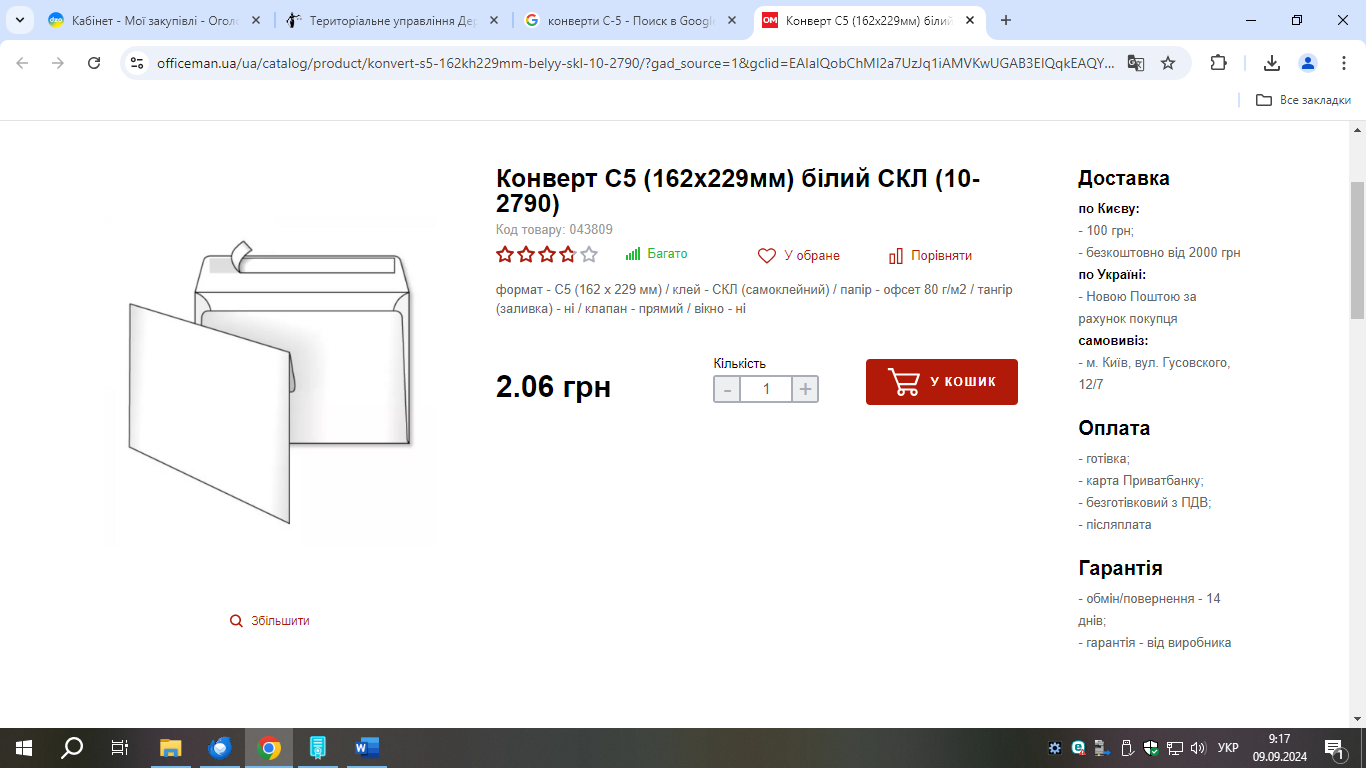 Кабінет - Мої закупівлі - Оголо
Територіальне управління Дер
конверти С-5 - Поиск в Google
Конверт С5 (162х229мм) білий
officeman.ua/ua/catalog/product/konvert-s5-162kh229mm-belyy-skl-10-2790/?gad_source=1&gclid=EAIaIQobChMI2a7UzJq1iAMVKwUGAB3EIQqkEAQY...
Все закладки
Конверт С5 (162х229мм) білий СКЛ (10-
2790)
Код товару: 043809
Багато
У обране
Порівняти
формат - С5 (162 х 229 мм) / клей - СКЛ (самоклейний) / папір - офсет 80 г/м2 / тангір
(заливка) - ні / клапан - прямий / вікно - ні
Кількість
2.06 грн
- 1 +
У КОШИК
Збільшити
Доставка
по Києву:
- 100 грн;
- безкоштовно від 2000 грн
по Україні:
- Новою Поштою за
рахунок покупця
самовивіз:
- м. Київ, вул. Гусовского,
12/7
Оплата
- готівка;
- карта Приватбанку;
- безготівковий з ПДВ;
- післяплата
Гарантія
- обмін/повернення - 14
днів;
- гарантія - від виробника
УКР
9:17
09.09.2024
1